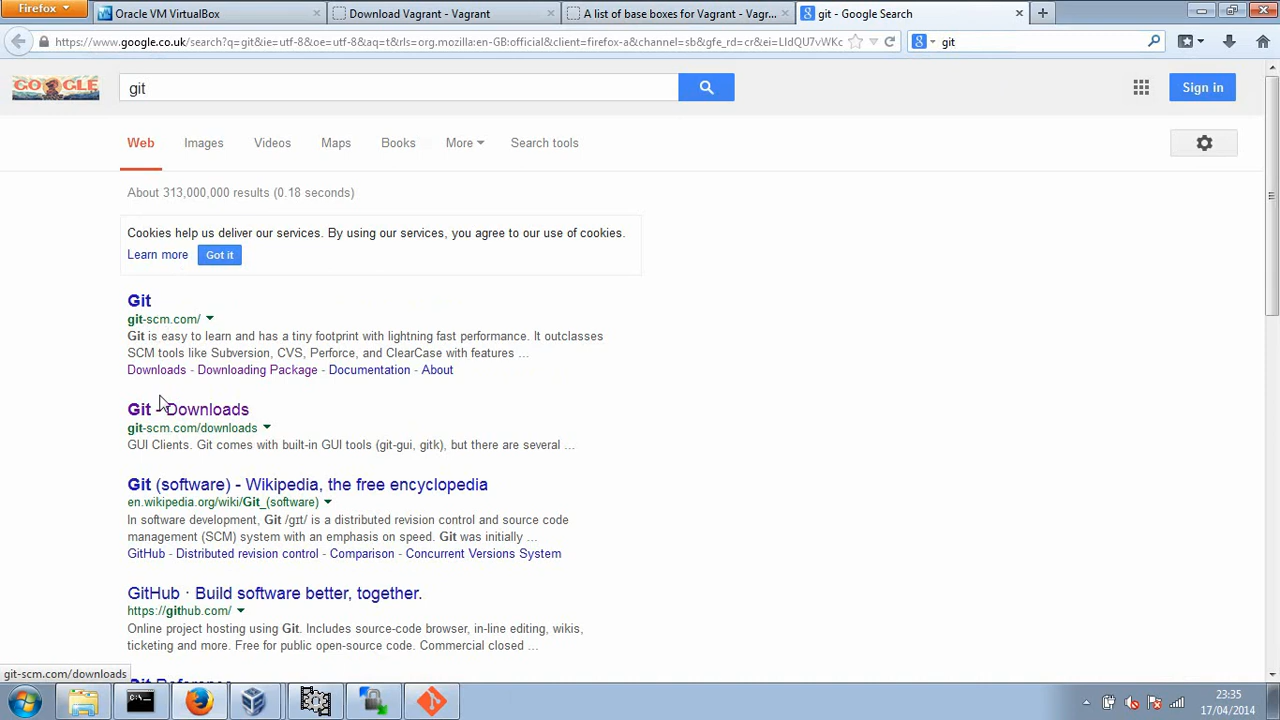 Firefox
Oracle VM VirtualBox
Download Vagrant - Vagrant
A list of base boxes for Vagrant - Vagr...
git - Google Search
https://www.google.co.uk/search?q=git&ie=utf-8&oe=utf-8&aq=t&rls=org.mozilla:en-GB:official&client=firefox-a&channel=sb&gfe_rd=cr&ei=LIdQU7vWKc
git
GOOGLE
git
Sign in
Web
Images
Videos
Maps
Books
More
Search tools
About 313,000,000 results (0.18 seconds)
Cookies help us deliver our services. By using our services, you agree to our use of cookies.
Learn more
Got it
Git
git-scm.com/
Git is easy to learn and has a tiny footprint with lightning fast performance. It outclasses
SCM tools like Subversion, CVS, Perforce, and ClearCase with features ...
Downloads - Downloading Package - Documentation - About
Git - Downloads
git-scm.com/downloads
GUI Clients. Git comes with built-in GUI tools (git-gui, gitk), but there are several ...
Git (software) - Wikipedia, the free encyclopedia
en.wikipedia.org/wiki/Git_(software)
In software development, Git /ɡɪt/ is a distributed revision control and source code
management (SCM) system with an emphasis on speed. Git was initially ...
GitHub - Distributed revision control - Comparison - Concurrent Versions System
GitHub · Build software better, together.
https://github.com/
Online project hosting using Git. Includes source-code browser, in-line editing, wikis,
ticketing and more. Free for public open-source code. Commercial closed ...
Git Reference
git-scm.com/downloads
23:35
17/04/2014